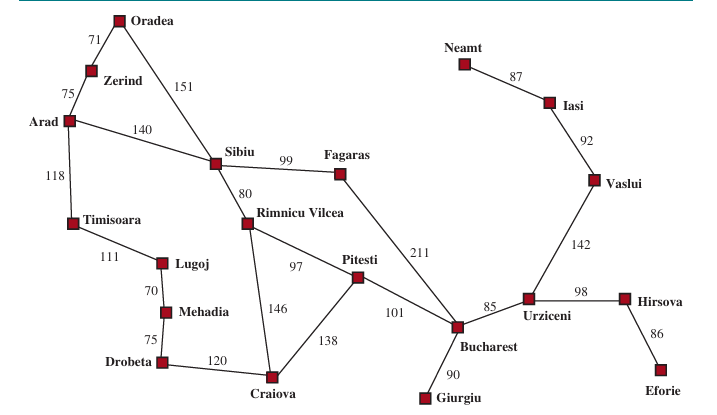 Oradea
71
Neamt
Zerind
87
151
75
Iasi
Arad
140
92
Sibiu
Fagaras
99
118
Vaslui
80
Rimnicu Vilcea
Timisoara
142
111
211
Lugoj
97
Pitesti
70
98
Hirsova
146
101
85
Mehadia
Urziceni
86
75
138
Bucharest
Drobeta
120
90
Craiova
Eforie
Giurgiu